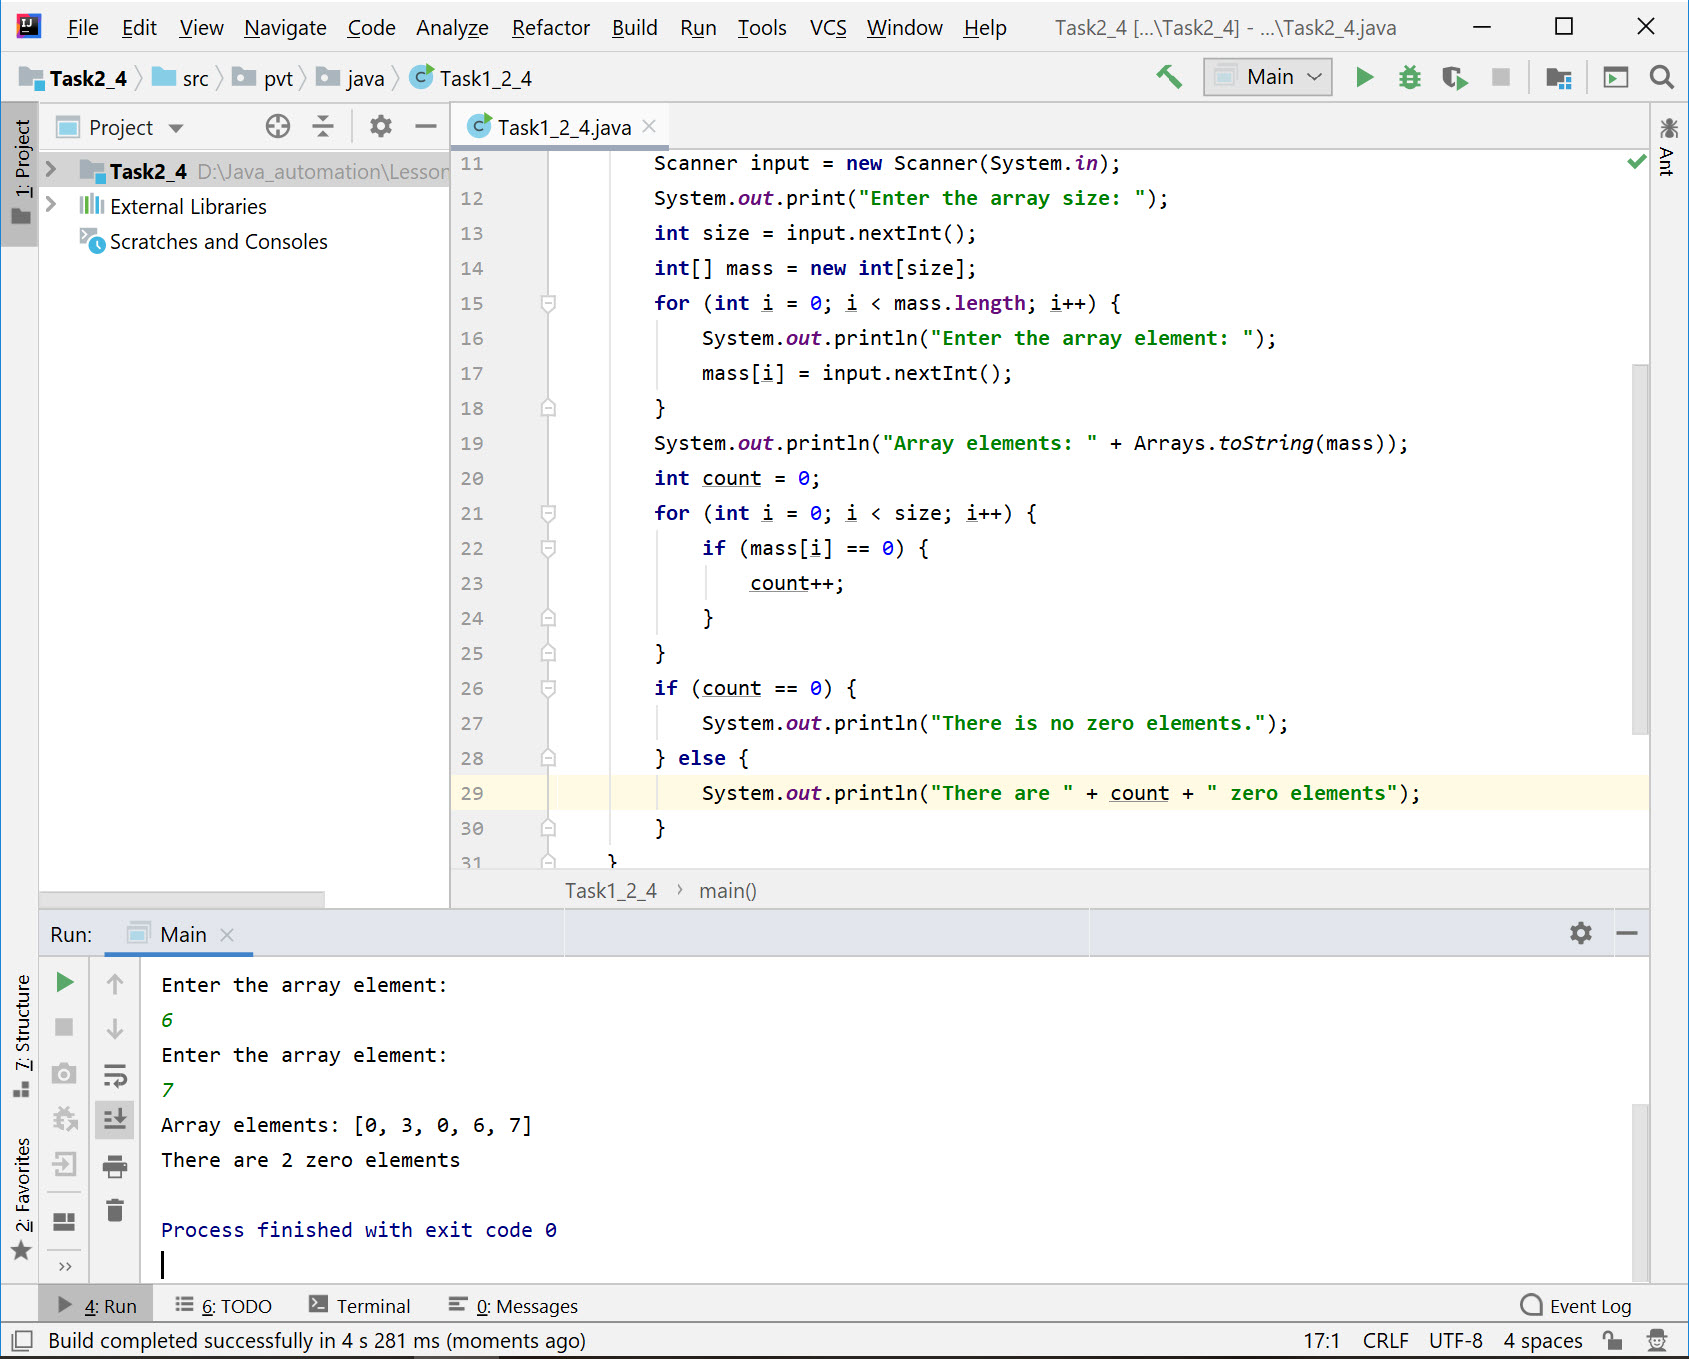 File Edit View Navigate Code Analyze Refactor Build Run Tools VCS Window Help Task2_4 [...\Task2_4] - ...\Task2_4.java
Task2_4 src pvt java Task1_2_4 Main
1: Project
Project
Task1_2_4.java
Ant
Task2_4 D:\Java_automation\Lesson
External Libraries
Scratches and Consoles
11 Scanner input = new Scanner(System.in);
12 System.out.print("Enter the array size: ");
13 int size = input.nextInt();
14 int[] mass = new int[size];
15 for (int i = 0; i < mass.length; i++) {
16 System.out.println("Enter the array element: ");
17 mass[i] = input.nextInt();
18 }
19 System.out.println("Array elements: " + Arrays.toString(mass));
20 int count = 0;
21 for (int i = 0; i < size; i++) {
22 if (mass[i] == 0) {
23 count++;
24 }
25 }
26 if (count == 0) {
27 System.out.println("There is no zero elements.");
28 } else {
29 System.out.println("There are " + count + " zero elements");
30 }
31 }
Task1_2_4 › main()
Run: Main
7: Structure
2: Favorites
Enter the array element:
6
Enter the array element:
7
Array elements: [0, 3, 0, 6, 7]
There are 2 zero elements
Process finished with exit code 0
4: Run 6: TODO Terminal 0: Messages Event Log
Build completed successfully in 4 s 281 ms (moments ago) 17:1 CRLF UTF-8 4 spaces